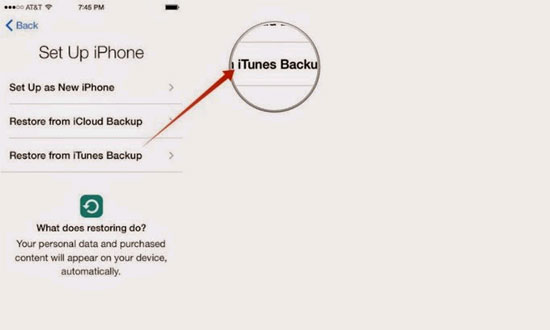 AT&T 7:45 PM
Back
Set Up iPhone
Set Up as New iPhone
Restore from iCloud Backup
Restore from iTunes Backup
What does restoring do?
Your personal data and purchased
content will appear on your device,
automatically.
iTunes Backu